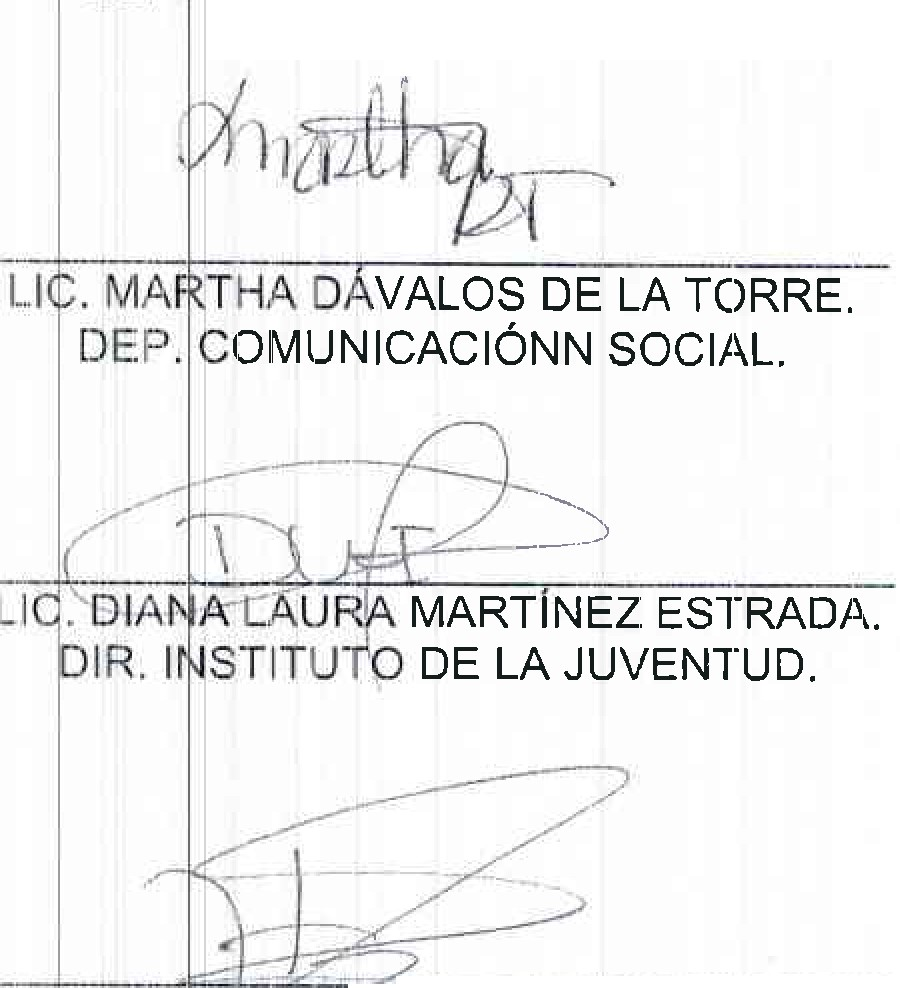 Martha
DT
LIC. MARTHA DÁVALOS DE LA TORRE.
DEP. COMUNICACIÓNN SOCIAL.
LIC. DIANA LAURA MARTÍNEZ ESTRADA.
DIR. INSTITUTO DE LA JUVENTUD.